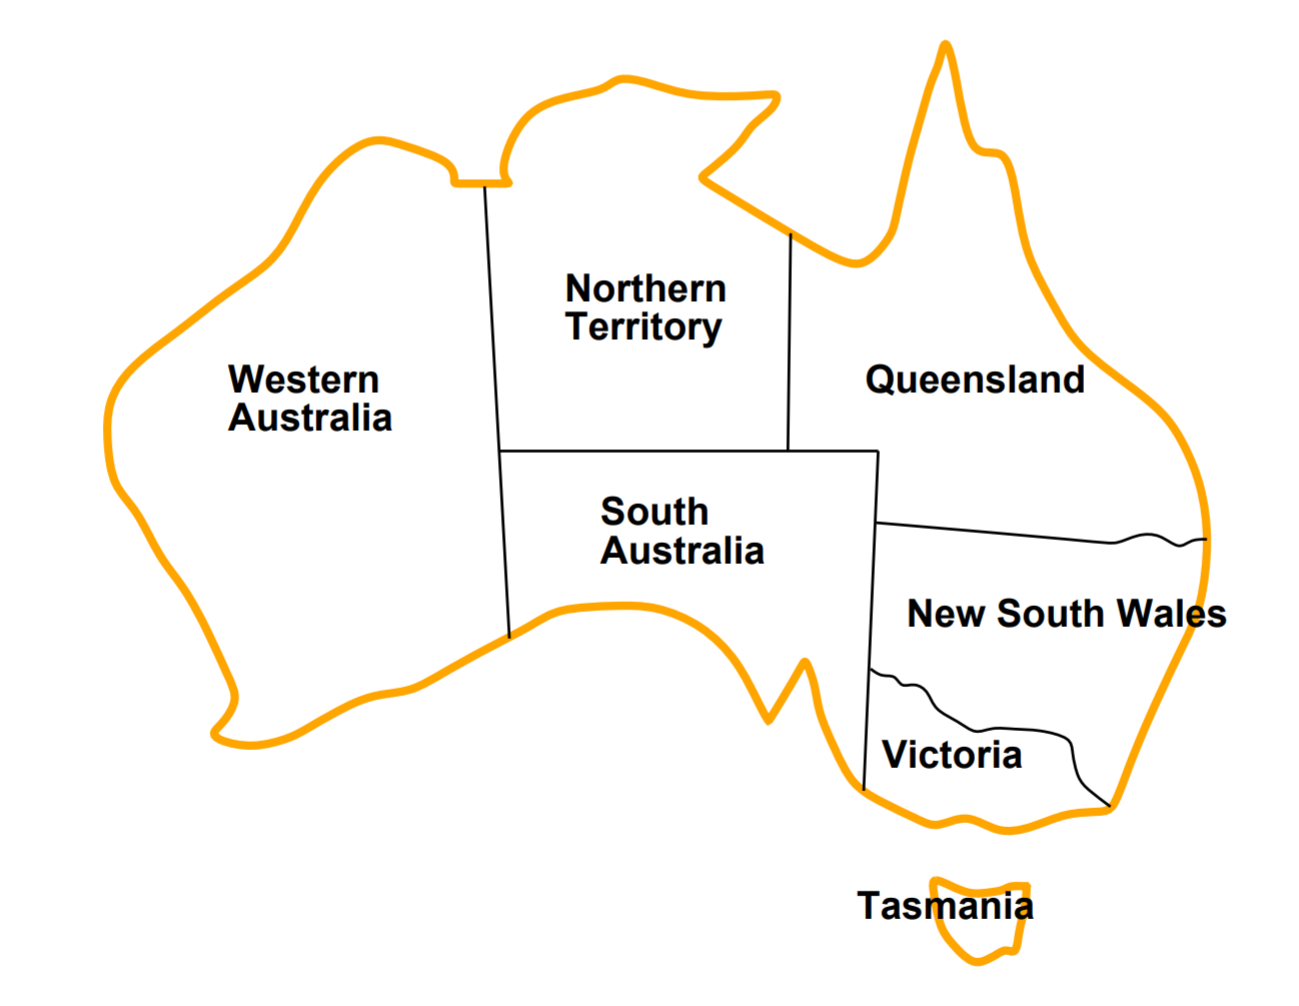 Northern
Territory
Western
Australia
Queensland
South
Australia
New South Wales
Victoria
Tasmania